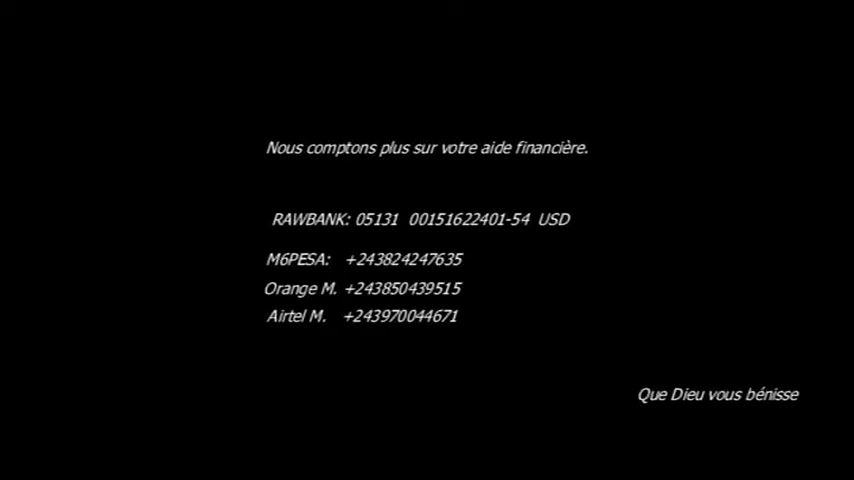 Nous comptons plus sur votre aide financière.
RAWBANK: 05131 00151622401-54 USD
M6PESA: +243824247635
Orange M. +243850439515
Airtel M. +243970044671
Que Dieu vous bénisse